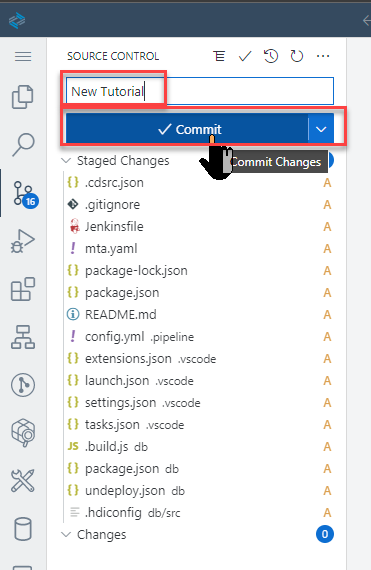 SOURCE CONTROL
New Tutorial
Commit
Staged Changes
Commit Changes
.cdsrc.json A
.gitignore A
Jenkinsfile A
mta.yaml A
package-lock.json A
package.json A
README.md A
config.yml .pipeline A
extensions.json .vscode A
launch.json .vscode A
settings.json .vscode A
tasks.json .vscode A
.build.js db A
package.json db A
undeploy.json db A
.hdiconfig db/src A
Changes 0
16